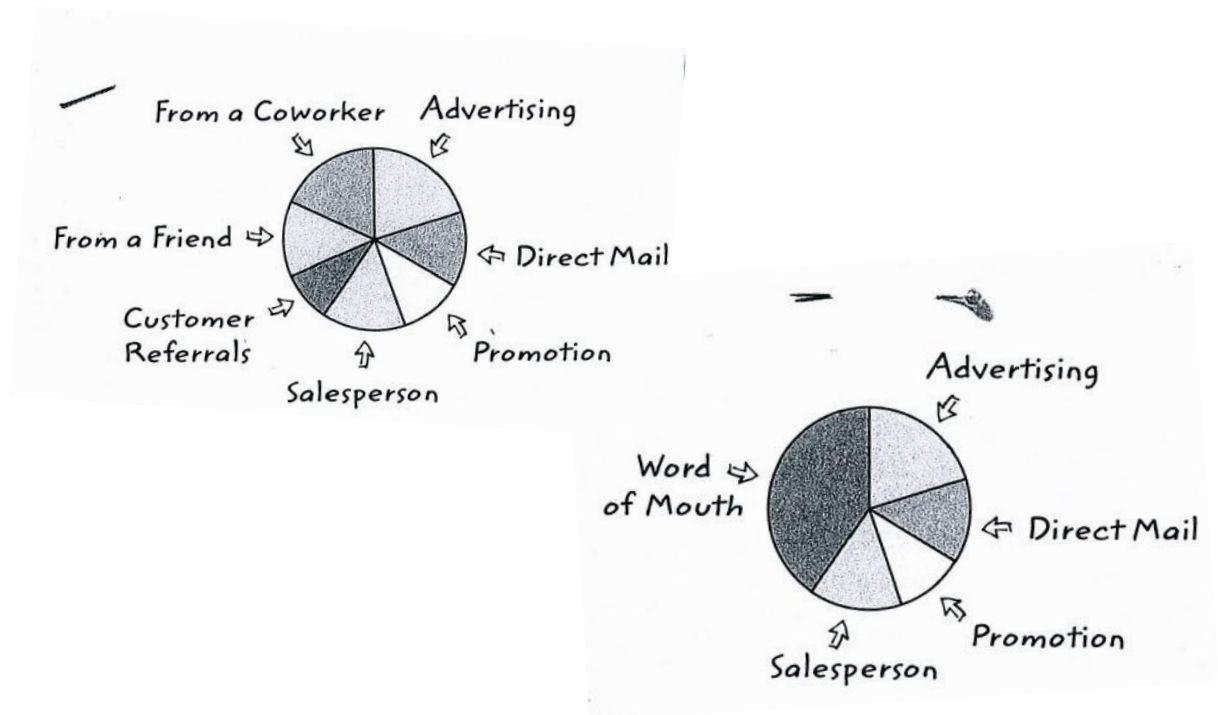 From a Coworker
Advertising
From a Friend
Direct Mail
Customer
Referrals
Promotion
Salesperson
Advertising
Word
of Mouth
Direct Mail
Promotion
Salesperson